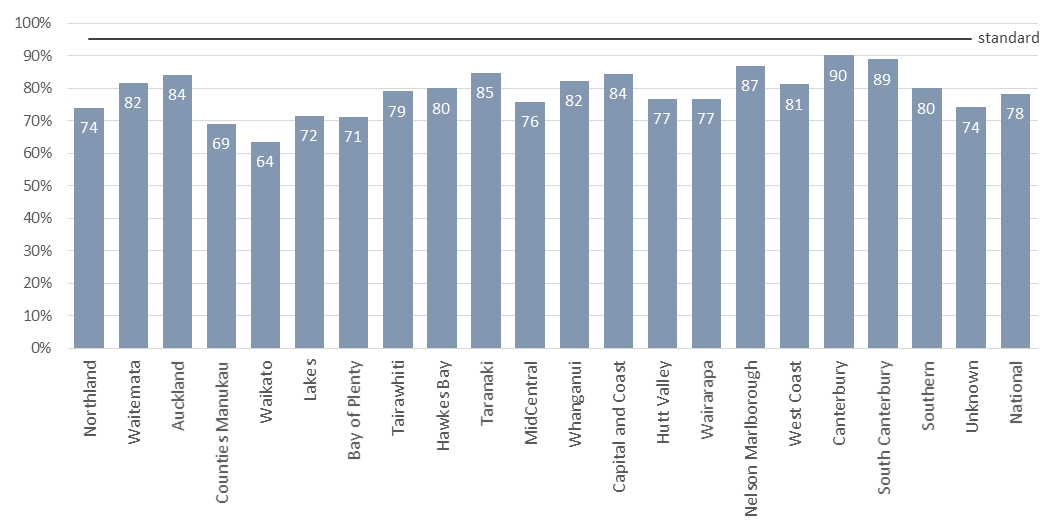 100%
standard
90%
80%
70%
60%
50%
40%
30%
20%
10%
0%
74
82
84
69
64
72
71
79
80
85
76
82
84
77
77
87
81
90
89
80
74
78
Northland
Waitemata
Auckland
Counties Manukau
Waikato
Lakes
Bay of Plenty
Tairawhiti
Hawkes Bay
Taranaki
MidCentral
Whanganui
Capital and Coast
Hutt Valley
Wairarapa
Nelson Marlborough
West Coast
Canterbury
South Canterbury
Southern
Unknown
National